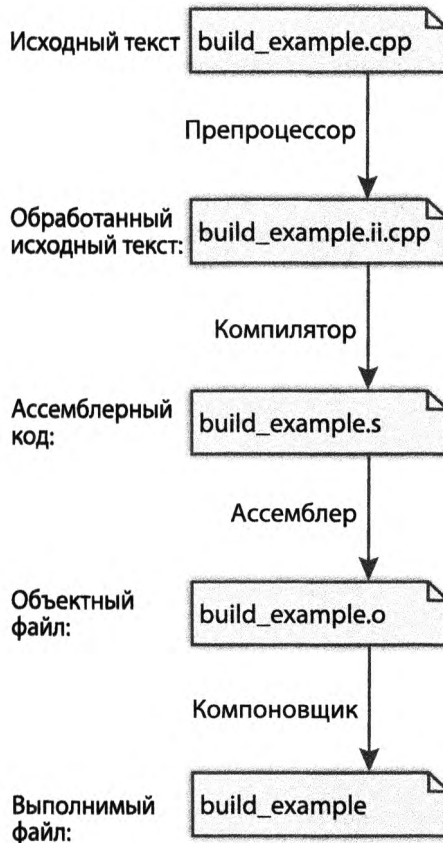 Исходный текст
build_example.cpp
Препроцессор
Обработанный
исходный текст:
build_example.ii.cpp
Компилятор
Ассемблерный
код:
build_example.s
Ассемблер
Объектный
файл:
build_example.o
Компоновщик
Выполнимый
файл:
build_example